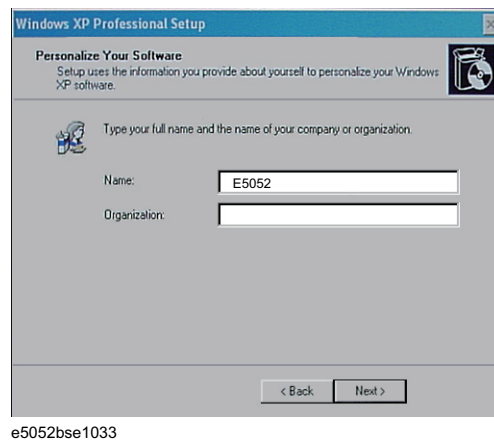 Windows XP Professional Setup
Personalize Your Software
Setup uses the information you provide about yourself to personalize your Windows
XP software.
Type your full name and the name of your company or organization.
Name:
E5052
Organization:
< Back
Next >
e5052bse1033